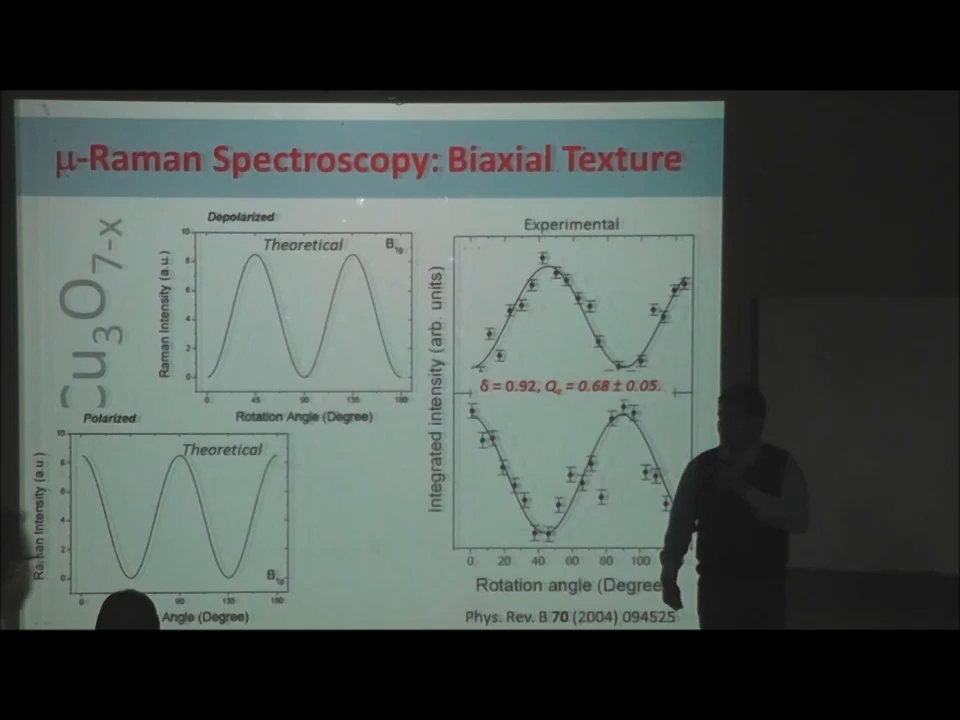 μ-Raman Spectroscopy: Biaxial Texture
Cu3O7-x
Depolarized
Theoretical
B1g
Raman Intensity (a.u.)
10
8
6
4
2
0
0 45 90 135 180
Rotation Angle (Degree)
Polarized
Theoretical
B1g
Raman Intensity (a.u.)
10
8
6
4
2
0
0 90 135 180
Angle (Degree)
Experimental
Integrated intensity (arb. units)
δ = 0.92, Qc = 0.68 ± 0.05.
0 20 40 60 80 100
Rotation angle (Degree
Phys. Rev. B 70 (2004) 094525